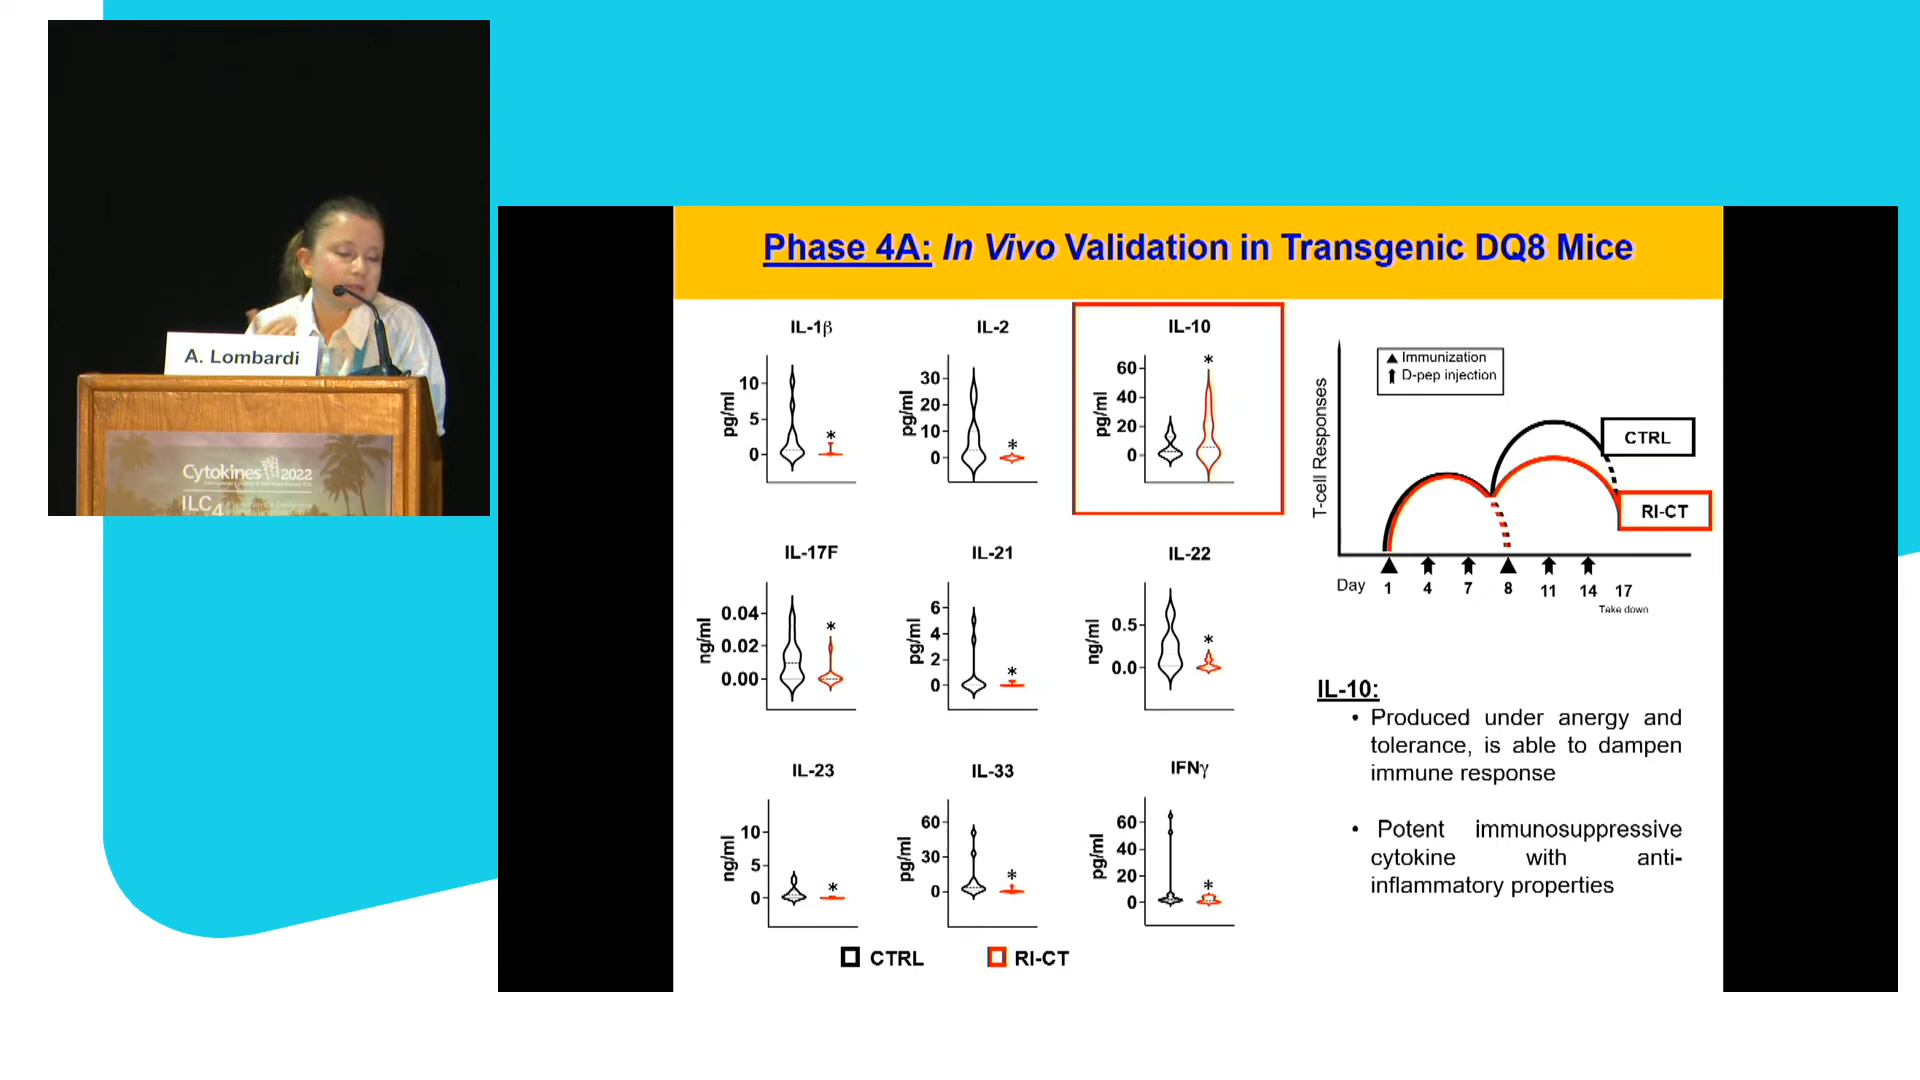 A. Lombardi
Cytokines 2022
ILC4
Phase 4A: In Vivo Validation in Transgenic DQ8 Mice
IL-1β
pg/ml
10
5
0
*
IL-2
pg/ml
30
20
10
0
*
IL-10
pg/ml
60
40
20
0
*
IL-17F
ng/ml
0.04
0.02
0.00
*
IL-21
pg/ml
6
4
2
0
*
IL-22
ng/ml
0.5
0.0
*
IL-23
ng/ml
10
5
0
*
IL-33
pg/ml
60
30
0
*
IFNγ
pg/ml
60
40
20
0
*
CTRL
RI-CT
T-cell Responses
Immunization
D-pep injection
CTRL
RI-CT
Day 1 4 7 8 11 14 17
Take down
IL-10:
• Produced under anergy and
tolerance, is able to dampen
immune response
• Potent immunosuppressive
cytokine with anti-
inflammatory properties